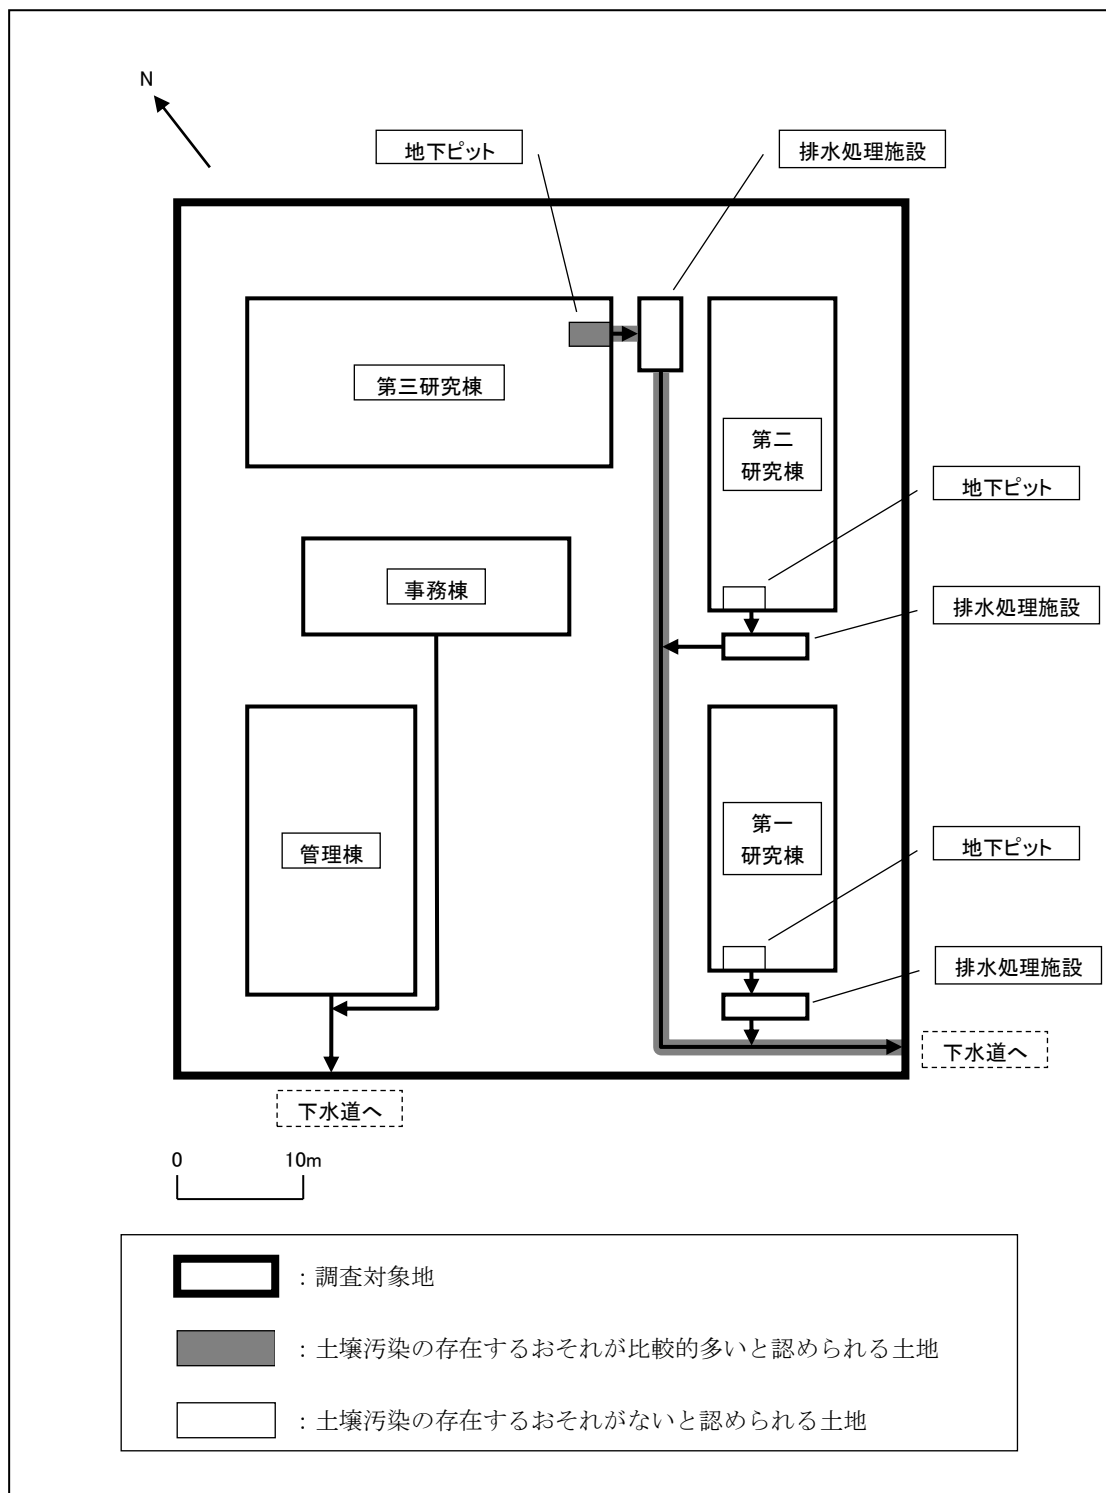 N
地下ピット
排水処理施設
第三研究棟
第二
研究棟
地下ピット
事務棟
排水処理施設
管理棟
第一
研究棟
地下ピット
排水処理施設
下水道へ
下水道へ
0 10m
：調査対象地
：土壌汚染の存在するおそれが比較的多いと認められる土地
：土壌汚染の存在するおそれがないと認められる土地